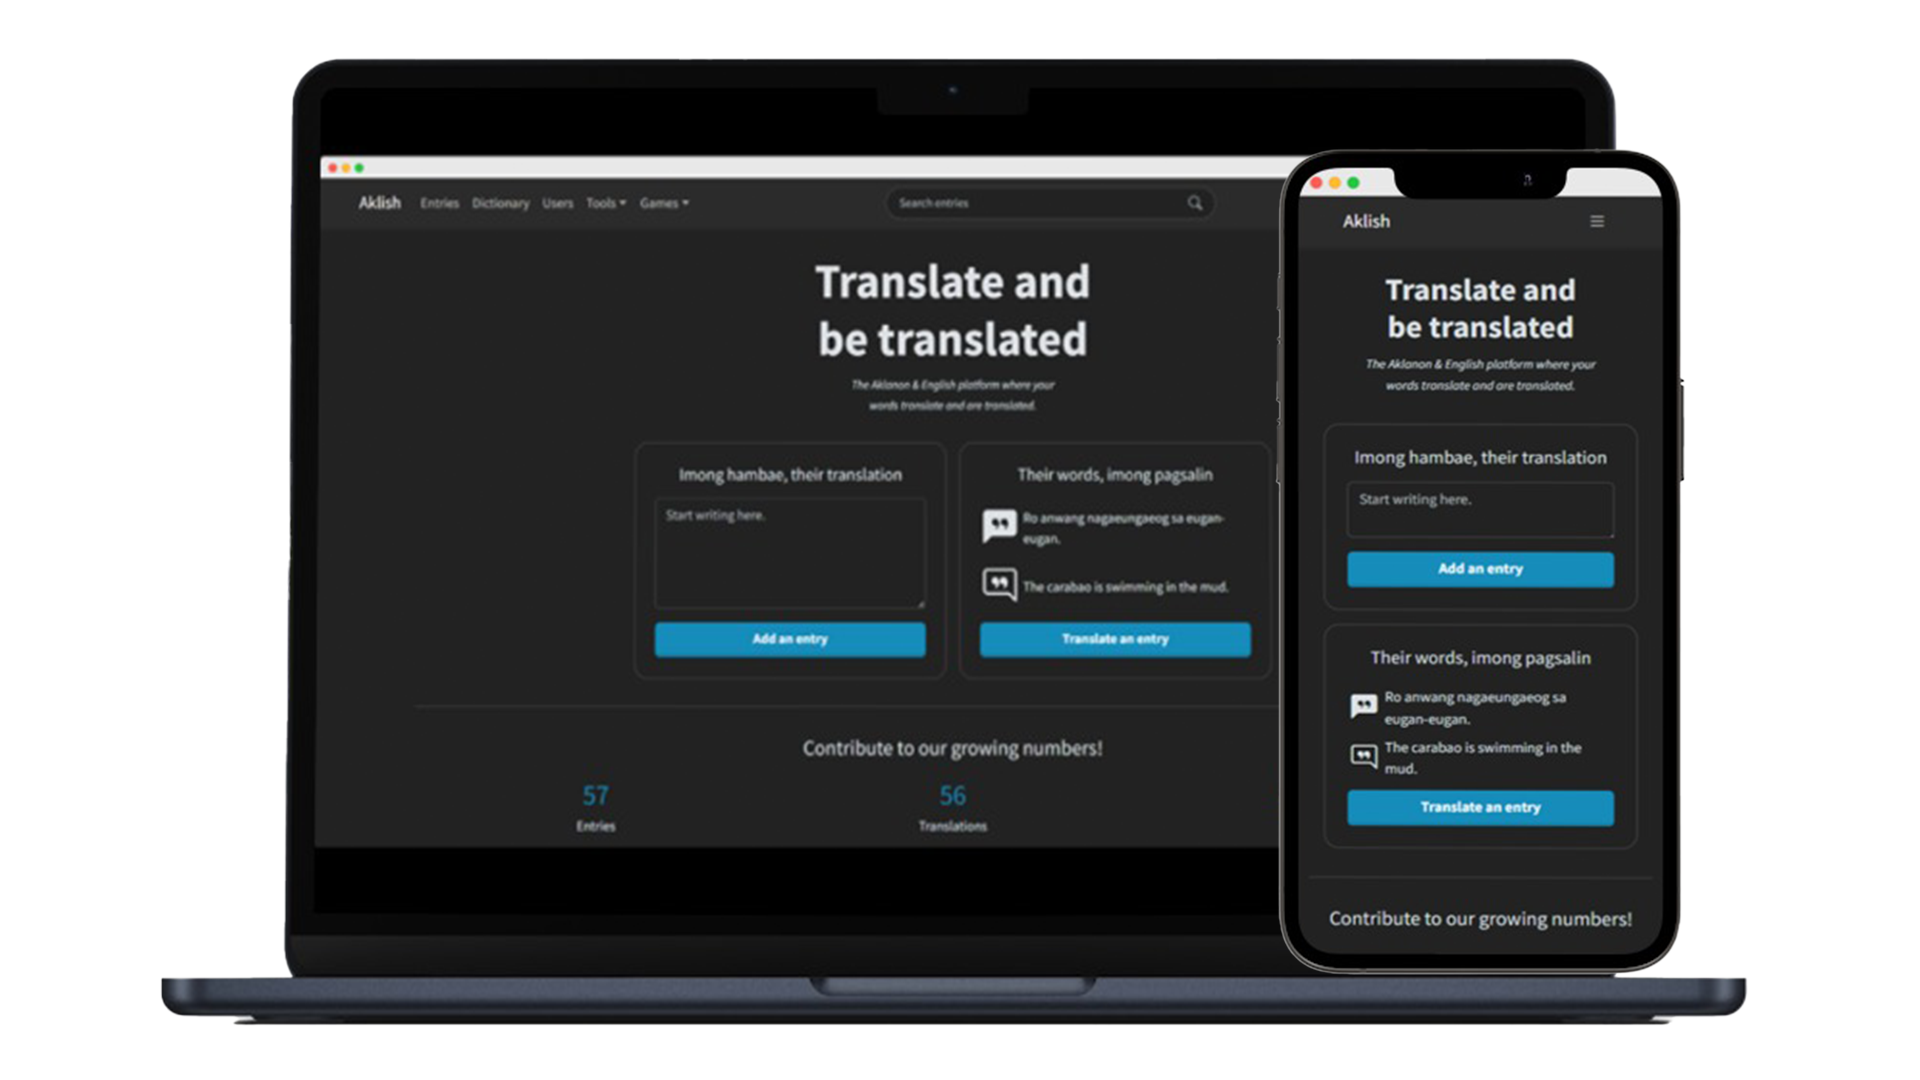 Aklish Entries Dictionary Users Tools Games
Search entries
Translate and
be translated
The Aklanon & English platform where your
words translate and are translated.
Imong hambae, their translation
Start writing here.
Add an entry
Their words, imong pagsalin
Ro anwang nagaeungaeog sa eugan-
eugan.
The carabao is swimming in the mud.
Translate an entry
Contribute to our growing numbers!
57
Entries
56
Translations
Aklish
Translate and
be translated
The Aklanon & English platform where your
words translate and are translated.
Imong hambae, their translation
Start writing here.
Add an entry
Their words, imong pagsalin
Ro anwang nagaeungaeog sa
eugan-eugan.
The carabao is swimming in the
mud.
Translate an entry
Contribute to our growing numbers!